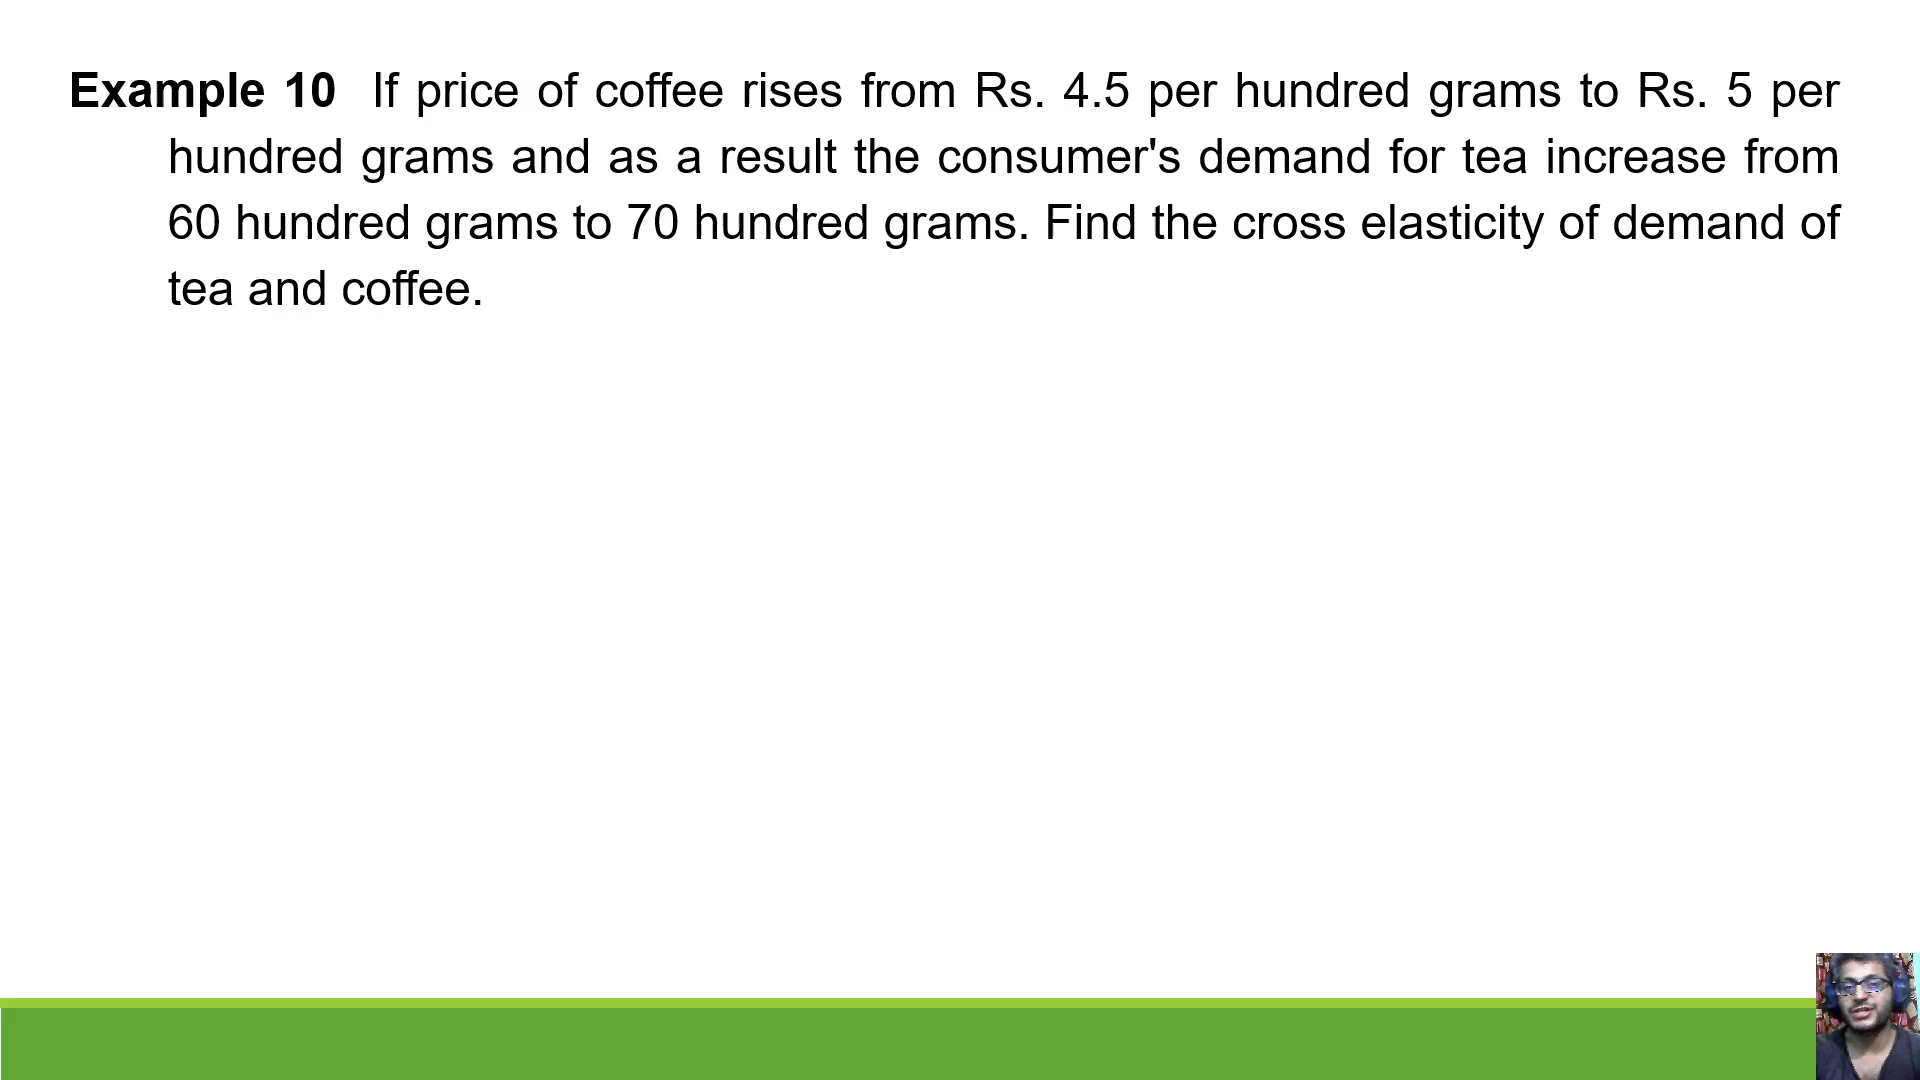 Example 10 If price of coffee rises from Rs. 4.5 per hundred grams to Rs. 5 per
hundred grams and as a result the consumer's demand for tea increase from
60 hundred grams to 70 hundred grams. Find the cross elasticity of demand of
tea and coffee.